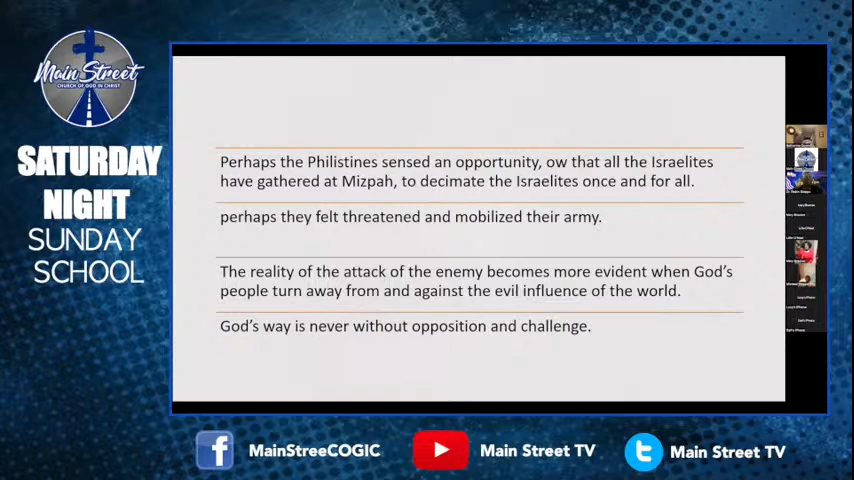 Main Street
CHURCH OF GOD IN CHRIST
SATURDAY
NIGHT
SUNDAY
SCHOOL
Perhaps the Philistines sensed an opportunity, ow that all the Israelites
have gathered at Mizpah, to decimate the Israelites once and for all.
perhaps they felt threatened and mobilized their army.
The reality of the attack of the enemy becomes more evident when God's
people turn away from and against the evil influence of the world.
God's way is never without opposition and challenge.
MainStreeCOGIC
Main Street TV
Main Street TV